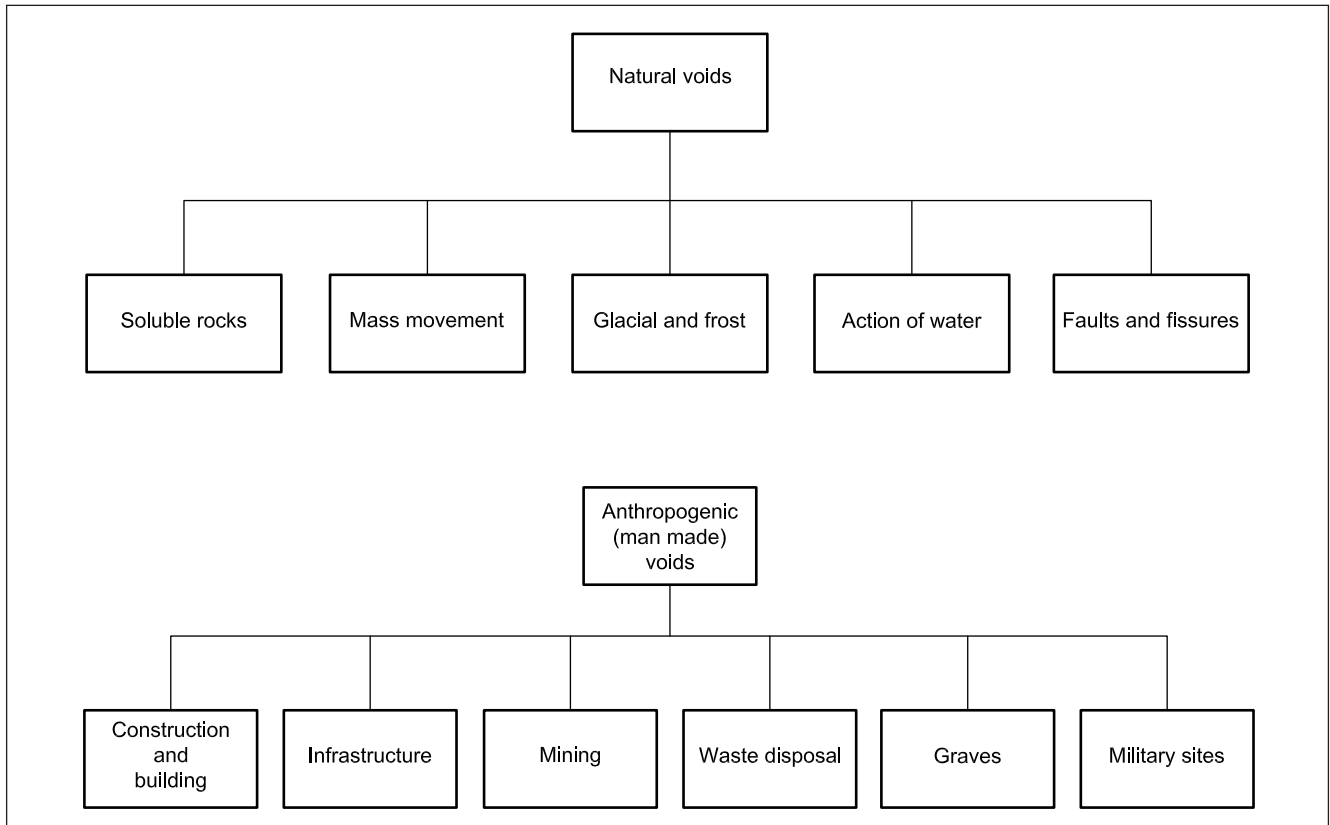 Natural voids
Soluble rocks
Mass movement
Glacial and frost
Action of water
Faults and fissures
Anthropogenic
(man made)
voids
Construction
and
building
Infrastructure
Mining
Waste disposal
Graves
Military sites